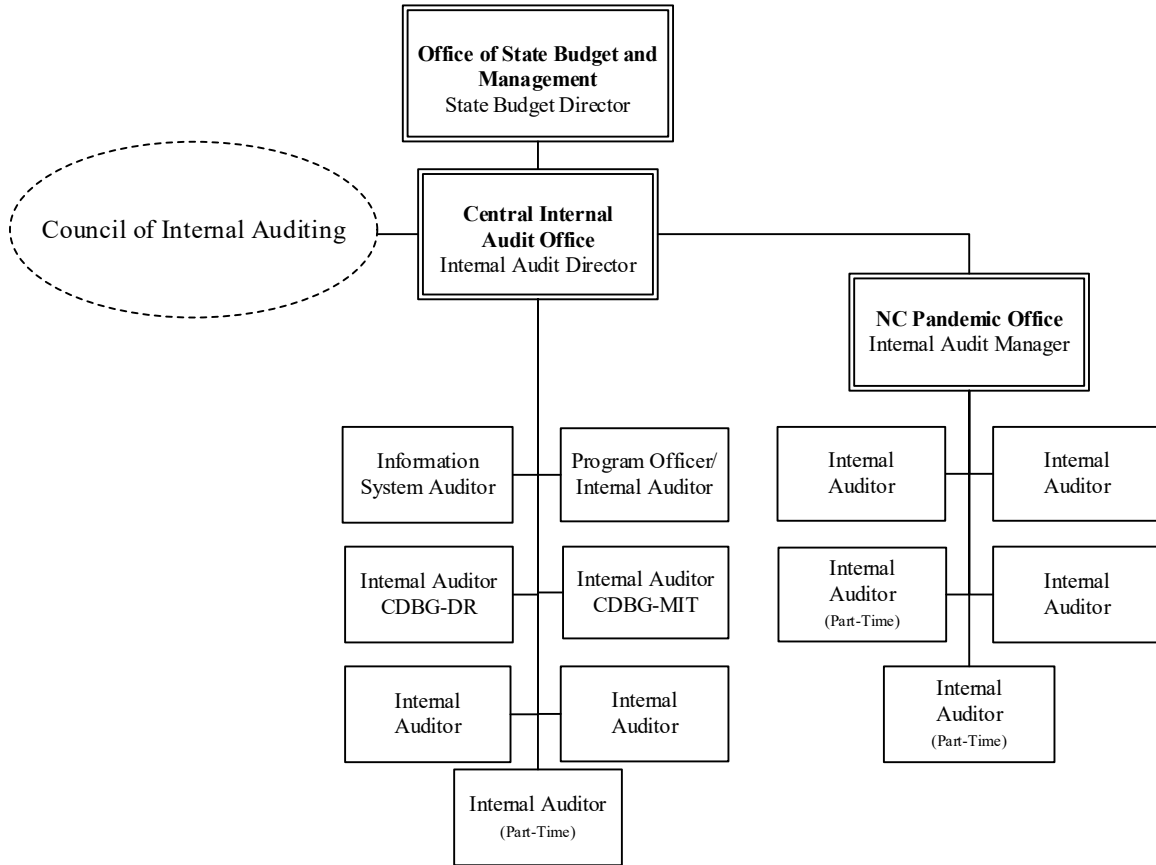 Office of State Budget and
Management
State Budget Director
Council of Internal Auditing
Central Internal
Audit Office
Internal Audit Director
NC Pandemic Office
Internal Audit Manager
Information
System Auditor
Program Officer/
Internal Auditor
Internal
Auditor
Internal
Auditor
Internal Auditor
CDBG-DR
Internal Auditor
CDBG-MIT
Internal
Auditor
(Part-Time)
Internal
Auditor
Internal
Auditor
Internal
Auditor
Internal
Auditor
(Part-Time)
Internal Auditor
(Part-Time)